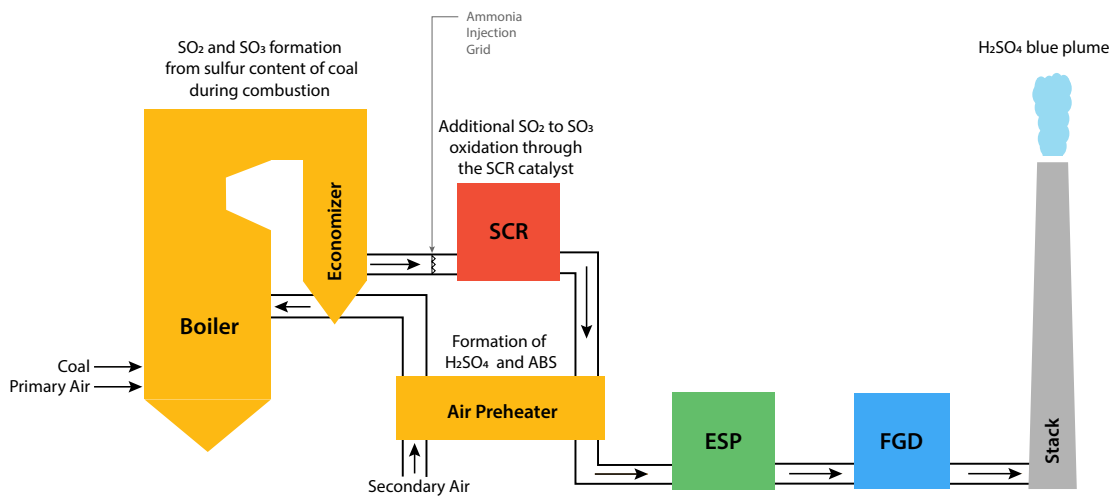 Ammonia
Injection
Grid
SO₂ and SO₃ formation
from sulfur content of coal
during combustion
H₂SO₄ blue plume
Additional SO₂ to SO₃
oxidation through
the SCR catalyst
SCR
Economizer
Boiler
Formation of
H₂SO₄ and ABS
Coal
Primary Air
Air Preheater
ESP
FGD
Stack
Secondary Air